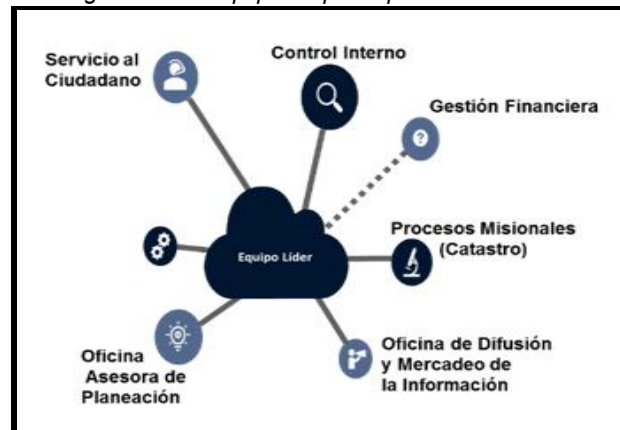 Servicio al
Ciudadano
Control Interno
Gestión Financiera
?
Equipo Líder
Procesos Misionales
(Catastro)
Oficina
Asesora de
Planeación
Oficina de Difusión
y Mercadeo de
la Información